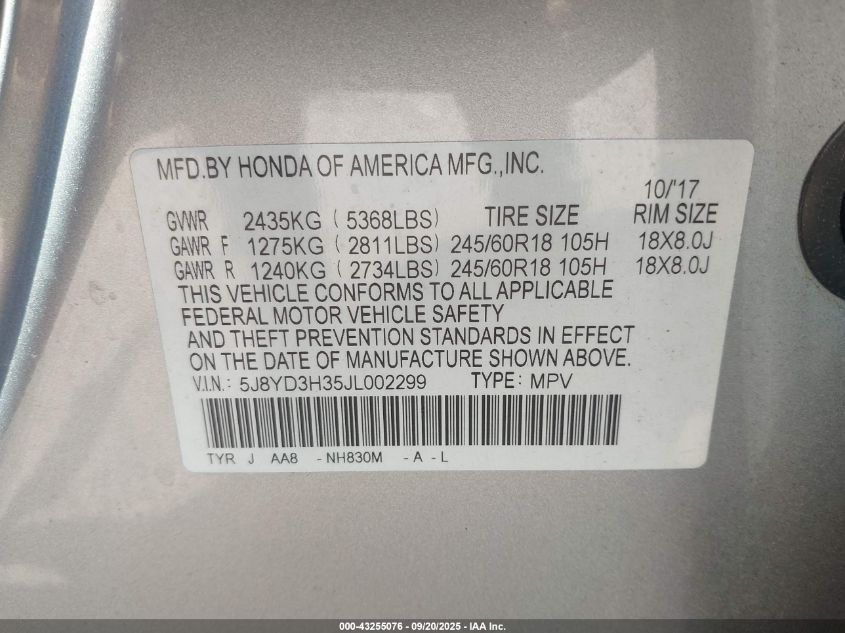 MFD.BY HONDA OF AMERICA MFG.,INC.
10/'17
GVWR 2435KG ( 5368LBS) TIRE SIZE RIM SIZE
GAWR F 1275KG ( 2811LBS) 245/60R18 105H 18X8.0J
GAWR R 1240KG ( 2734LBS) 245/60R18 105H 18X8.0J
THIS VEHICLE CONFORMS TO ALL APPLICABLE
FEDERAL MOTOR VEHICLE SAFETY
AND THEFT PREVENTION STANDARDS IN EFFECT
ON THE DATE OF MANUFACTURE SHOWN ABOVE.
V.I.N.: 5J8YD3H35JL002299 TYPE: MPV
TYR J AA8 -NH830M -A -L
000-43255076 - 09/20/2025 - IAA Inc.